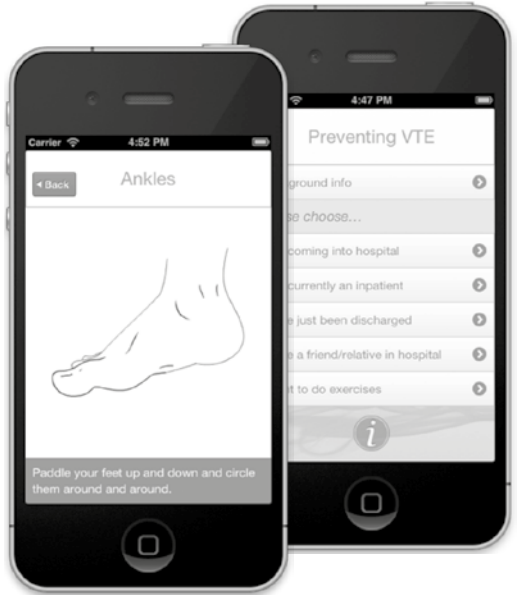 Carrier 4:52 PM
Back Ankles
Paddle your feet up and down and circle
them around and around.
4:47 PM
Preventing VTE
info
choose...
coming into hospital
currently an inpatient
just been discharged
a friend/relative in hospital
to do exercises
i